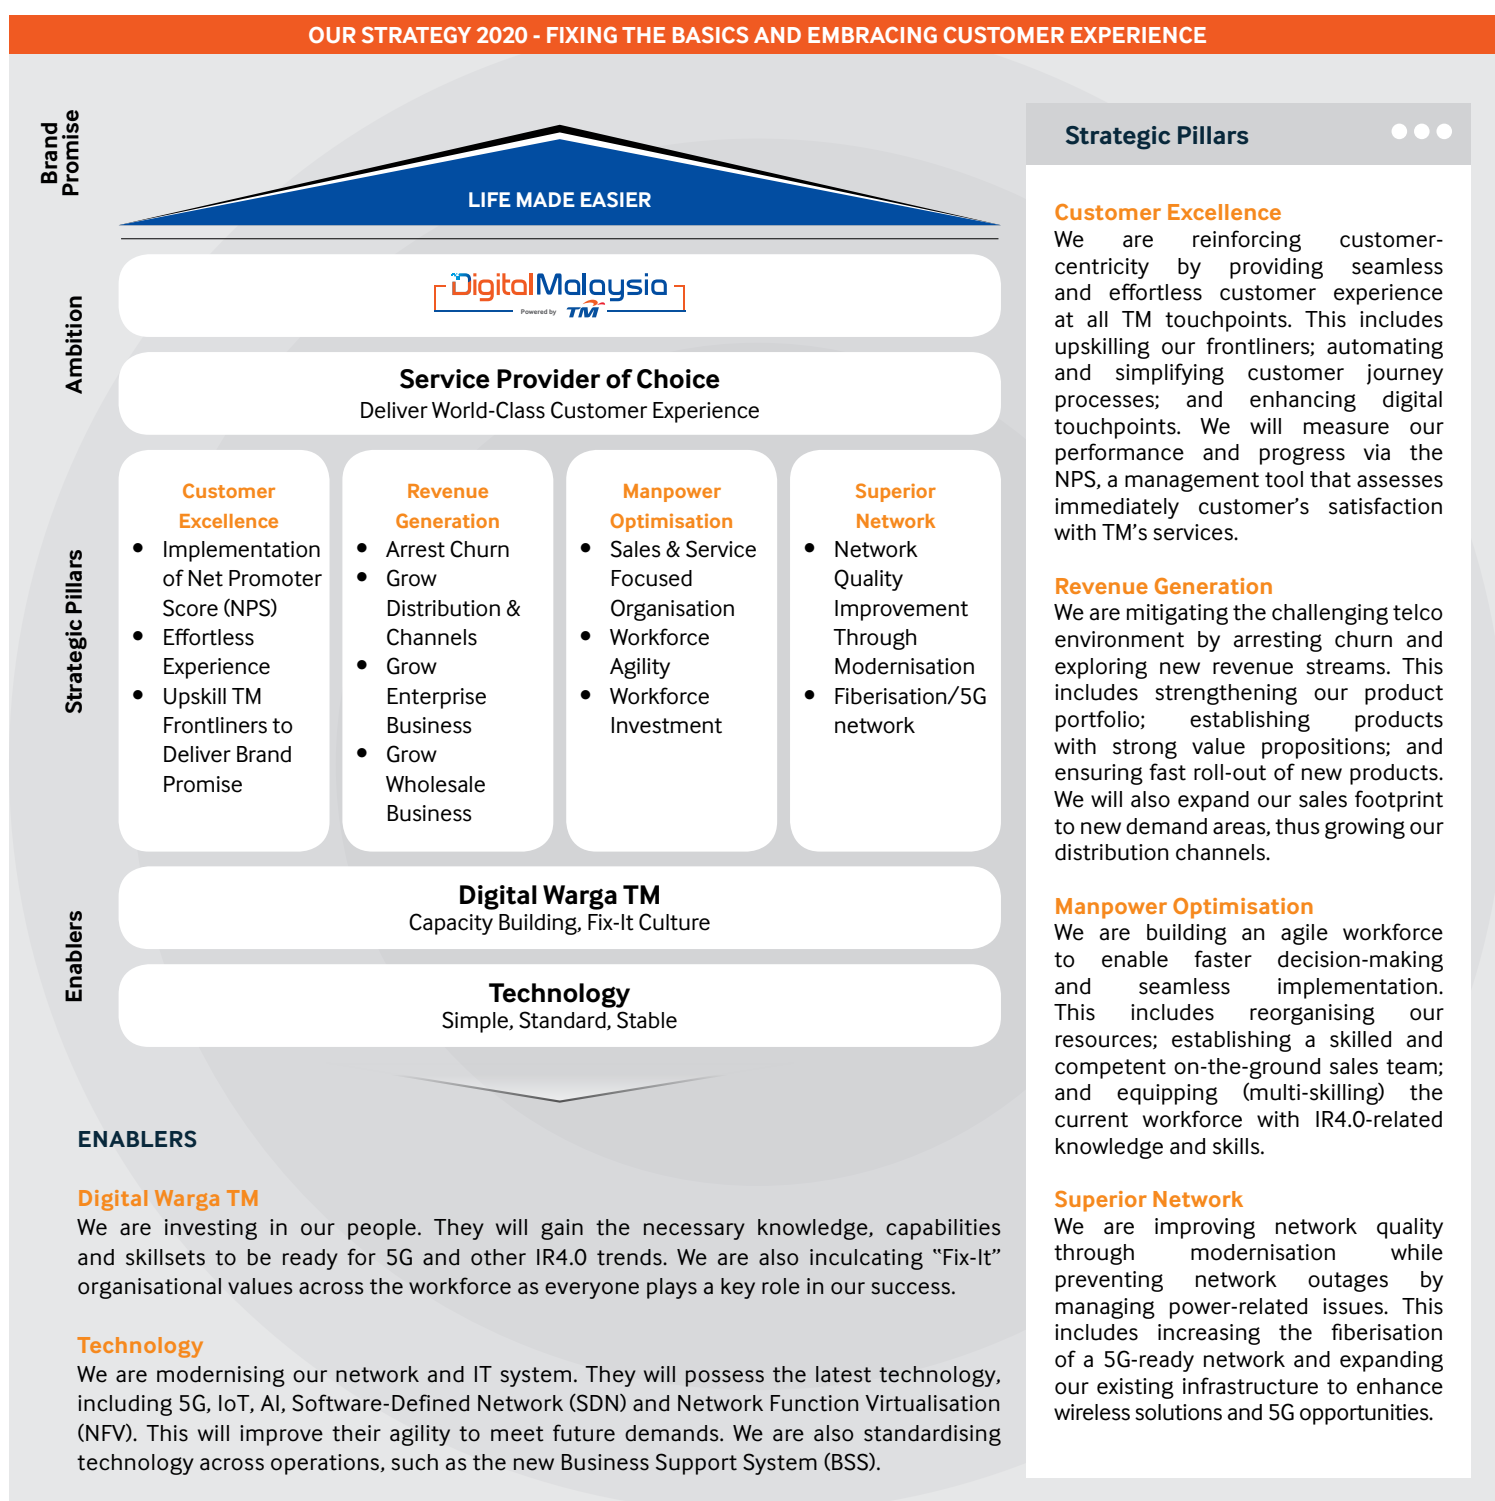 OUR STRATEGY 2020 - FIXING THE BASICS AND EMBRACING CUSTOMER EXPERIENCE
Brand
Promise
LIFE MADE EASIER
Ambition
DigitalMalaysia
Powered by TM
Service Provider of Choice
Deliver World-Class Customer Experience
Strategic Pillars
Customer
Excellence
• Implementation
of Net Promoter
Score (NPS)
• Effortless
Experience
• Upskill TM
Frontliners to
Deliver Brand
Promise
Revenue
Generation
• Arrest Churn
• Grow
Distribution &
Channels
• Grow
Enterprise
Business
• Grow
Wholesale
Business
Manpower
Optimisation
• Sales & Service
Focused
Organisation
• Workforce
Agility
• Workforce
Investment
Superior
Network
• Network
Quality
Improvement
Through
Modernisation
• Fiberisation/5G
network
Enablers
Digital Warga TM
Capacity Building, Fix-It Culture
Technology
Simple, Standard, Stable
ENABLERS
Digital Warga TM
We are investing in our people. They will gain the necessary knowledge, capabilities
and skillsets to be ready for 5G and other IR4.0 trends. We are also inculcating “Fix-It”
organisational values across the workforce as everyone plays a key role in our success.
Technology
We are modernising our network and IT system. They will possess the latest technology,
including 5G, IoT, AI, Software-Defined Network (SDN) and Network Function Virtualisation
(NFV). This will improve their agility to meet future demands. We are also standardising
technology across operations, such as the new Business Support System (BSS).
Strategic Pillars
Customer Excellence
We are reinforcing customer-
centricity by providing seamless
and effortless customer experience
at all TM touchpoints. This includes
upskilling our frontliners; automating
and simplifying customer journey
processes; and enhancing digital
touchpoints. We will measure our
performance and progress via the
NPS, a management tool that assesses
immediately customer’s satisfaction
with TM’s services.
Revenue Generation
We are mitigating the challenging telco
environment by arresting churn and
exploring new revenue streams. This
includes strengthening our product
portfolio; establishing products
with strong value propositions; and
ensuring fast roll-out of new products.
We will also expand our sales footprint
to new demand areas, thus growing our
distribution channels.
Manpower Optimisation
We are building an agile workforce
to enable faster decision-making
and seamless implementation.
This includes reorganising our
resources; establishing a skilled and
competent on-the-ground sales team;
and equipping (multi-skilling) the
current workforce with IR4.0-related
knowledge and skills.
Superior Network
We are improving network quality
through modernisation while
preventing network outages by
managing power-related issues. This
includes increasing the fiberisation
of a 5G-ready network and expanding
our existing infrastructure to enhance
wireless solutions and 5G opportunities.